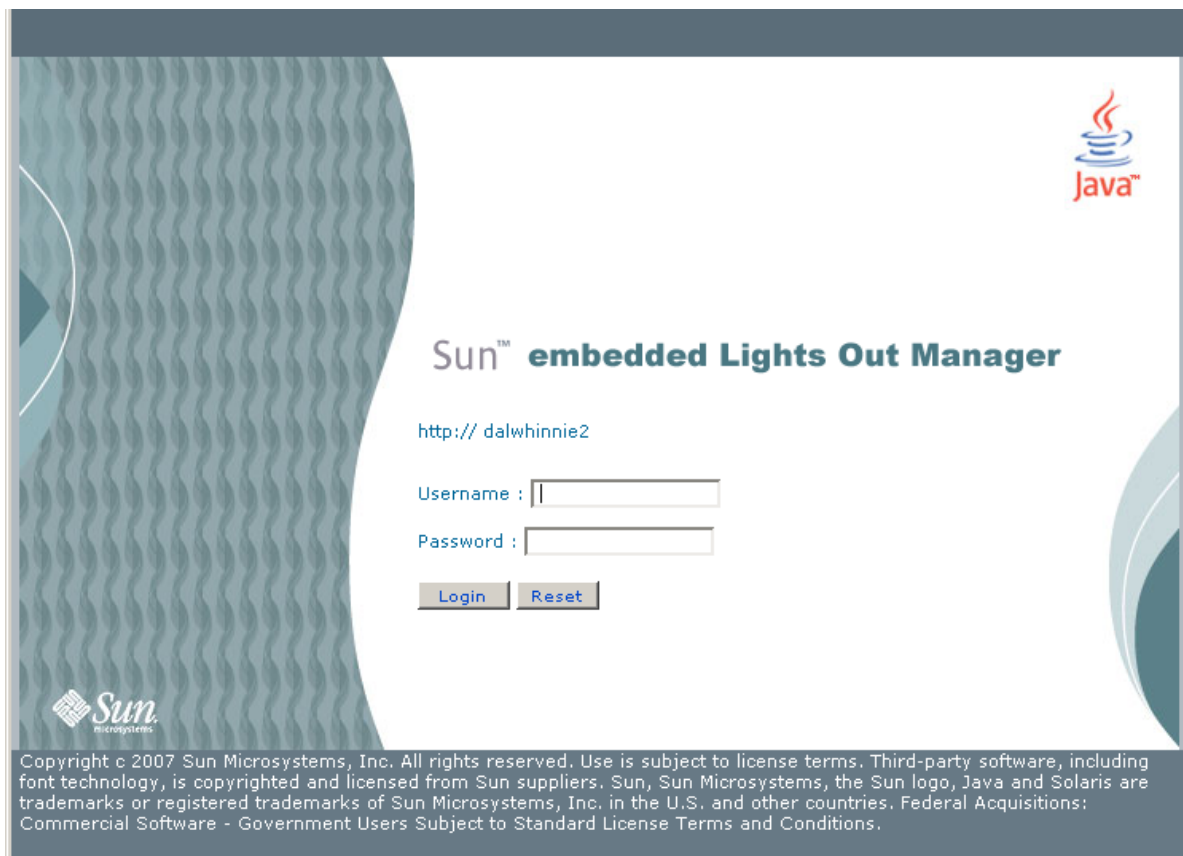 Java™
Sun™ embedded Lights Out Manager
http:// dalwhinnie2
Username :
Password :
Login Reset
Sun.
microsystems
Copyright c 2007 Sun Microsystems, Inc. All rights reserved. Use is subject to license terms. Third-party software, including
font technology, is copyrighted and licensed from Sun suppliers. Sun, Sun Microsystems, the Sun logo, Java and Solaris are
trademarks or registered trademarks of Sun Microsystems, Inc. in the U.S. and other countries. Federal Acquisitions:
Commercial Software - Government Users Subject to Standard License Terms and Conditions.